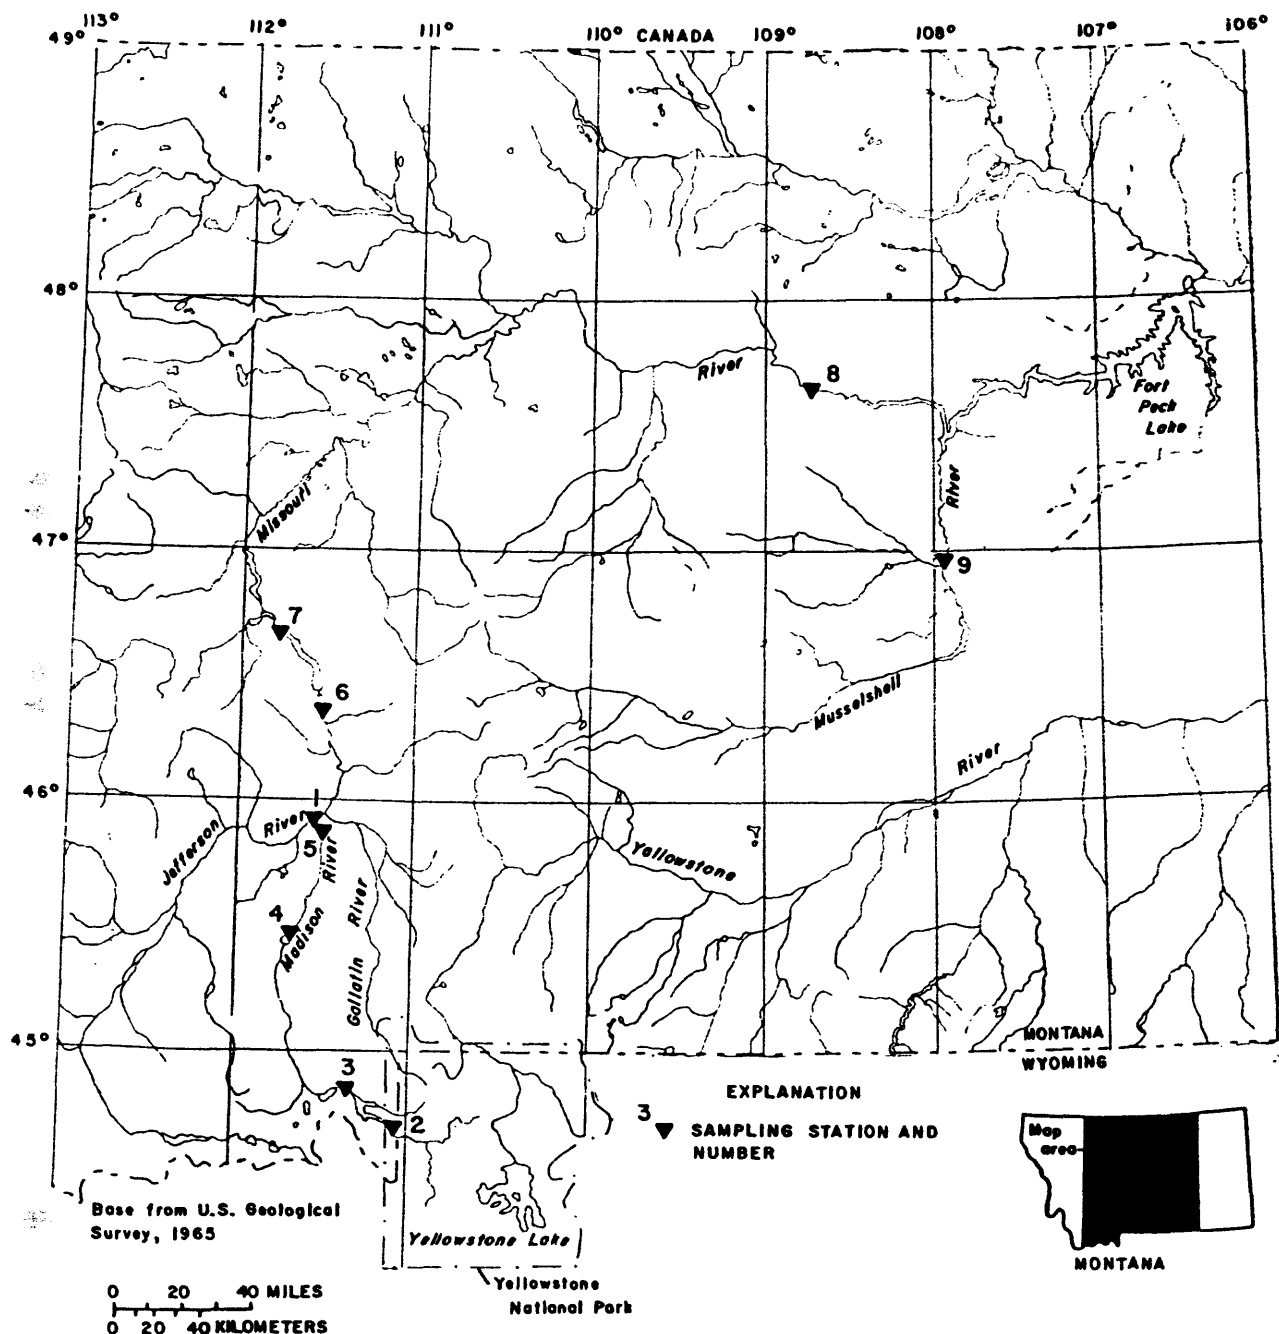 113° 112° 111° 110° CANADA 109° 108° 107° 106°
49°
48°
River
8
Fort
Peck
Lake
River
Missouri
47°
9
7
6
Musselshell
River
46°
River
Jefferson
5
River
Yellowstone
River
4
Madison
Gallatin
45°
MONTANA
WYOMING
3
2
EXPLANATION
3
SAMPLING STATION AND
NUMBER
Map
area
MONTANA
Base from U.S. Geological
Survey, 1965
Yellowstone Lake
Yellowstone
National Park
0 20 40 MILES
0 20 40 KILOMETERS